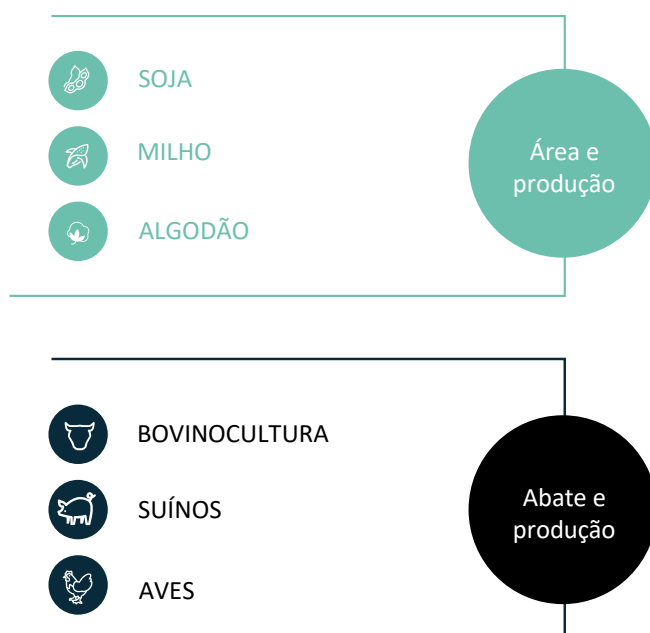 SOJA
MILHO
ALGODÃO
Área e
produção
BOVINOCULTURA
SUÍNOS
AVES
Abate e
produção